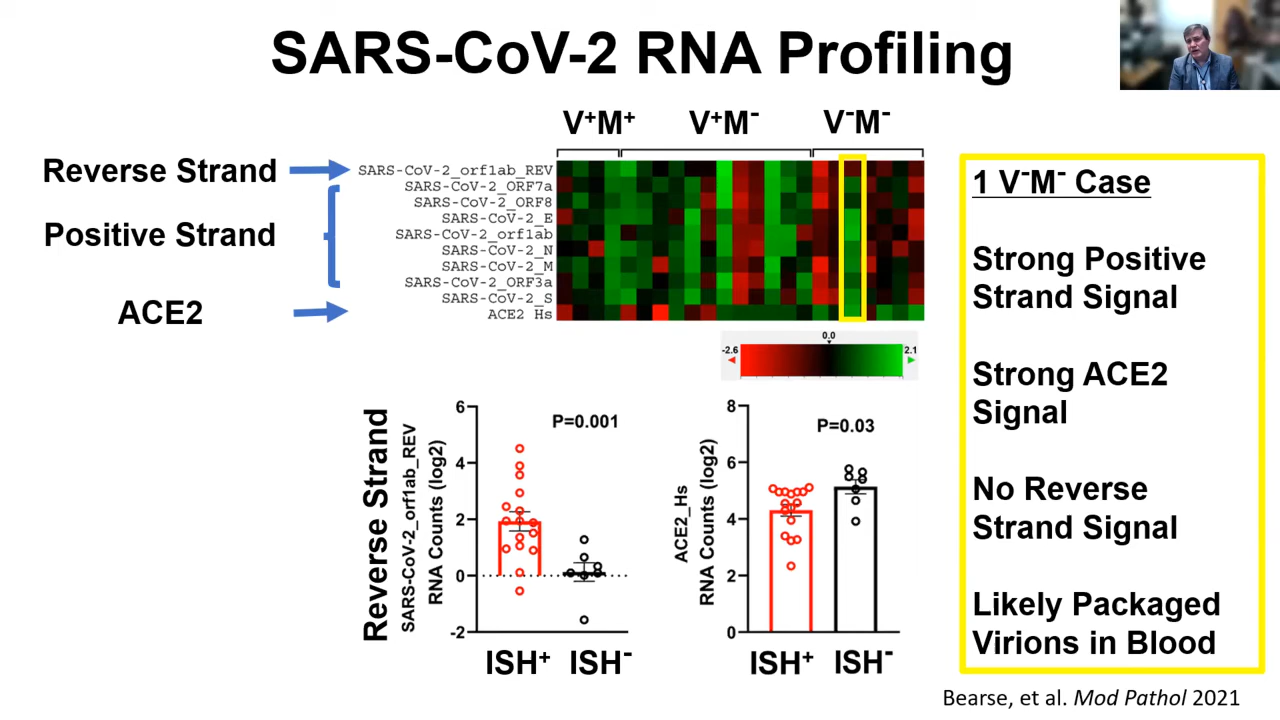 SARS-CoV-2 RNA Profiling
V⁺M⁺
V⁺M⁻
V⁻M⁻
Reverse Strand
Positive Strand
ACE2
SARS-CoV-2_orf1ab_REV
SARS-CoV-2_ORF7a
SARS-CoV-2_ORF8
SARS-CoV-2_E
SARS-CoV-2_orf1ab
SARS-CoV-2_N
SARS-CoV-2_M
SARS-CoV-2_ORF3a
SARS-CoV-2_S
ACE2_Hs
-2.6
0.0
2.1
1 V⁻M⁻ Case
Strong Positive
Strand Signal
Strong ACE2
Signal
No Reverse
Strand Signal
Likely Packaged
Virions in Blood
Reverse Strand
SARS-CoV-2_orf1ab_REV
RNA Counts (log2)
6
4
2
0
-2
P=0.001
ISH⁺
ISH⁻
ACE2_Hs
RNA Counts (log2)
8
6
4
2
0
P=0.03
ISH⁺
ISH⁻
Bearse, et al. Mod Pathol 2021